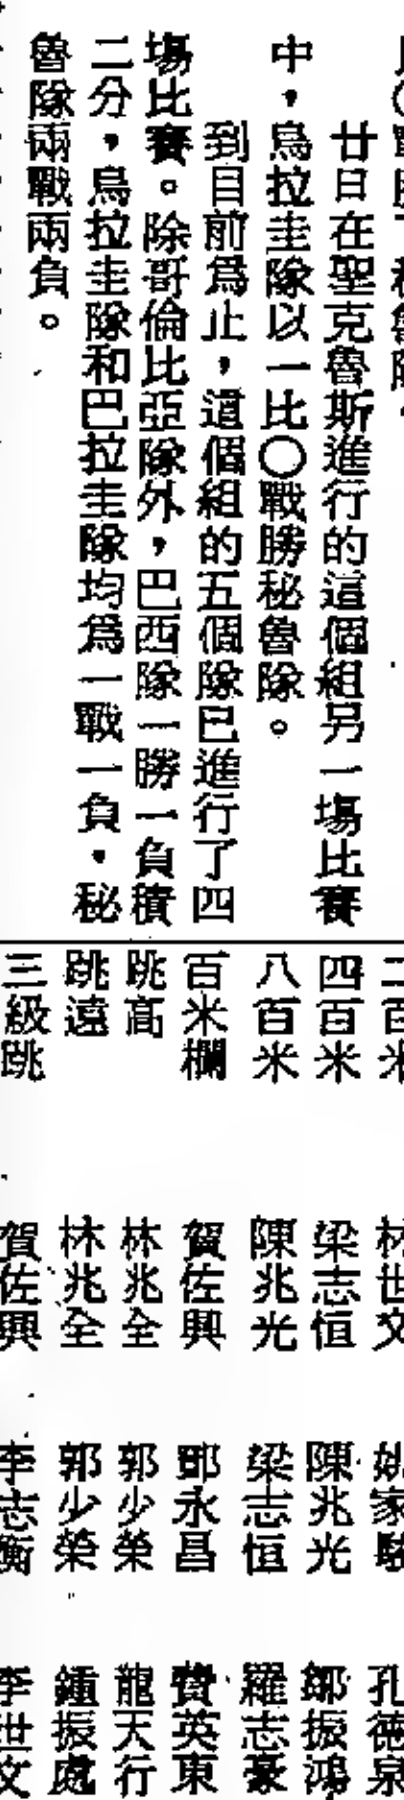 廿日在聖克魯斯進行的這個組另一場比賽
中，烏拉圭隊以一比〇戰勝秘魯隊。
到目前爲止，這個組的五個隊已進行了四
場比賽。除哥倫比亞隊外，巴西隊一勝一負積
二分，烏拉圭隊和巴拉圭隊均爲一戰一負，秘
魯隊兩戰兩負。
二百米 林世文 家駿 孔德泉
四百米 梁志恒 陳兆光 鄔振鴻
八百米 陳兆光 梁志恒 羅志豪
百米欄 賀佐興 鄧永昌 費英東
跳高 林兆全 郭少榮 龍天行
跳遠 林兆全 郭少榮 鍾振處
三級跳 賀佐興 李志衡 李世文